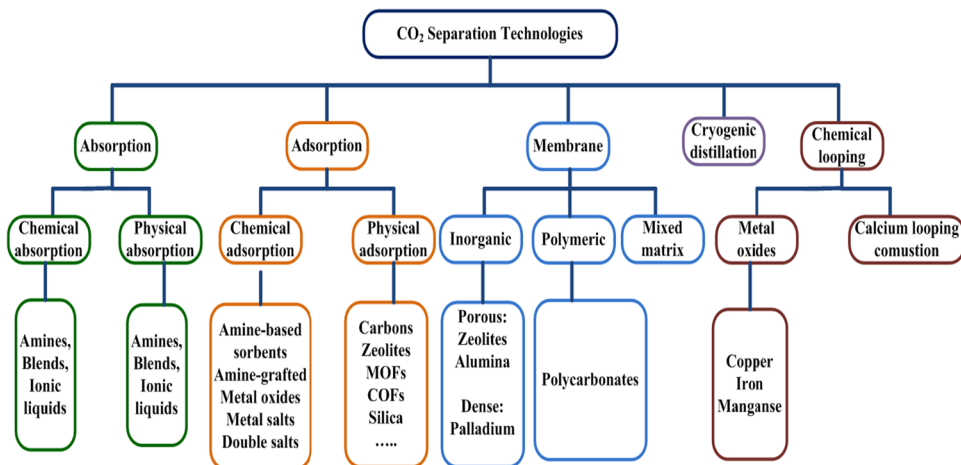 CO₂ Separation Technologies
Absorption
Adsorption
Membrane
Cryogenic
distillation
Chemical
looping
Chemical
absorption
Physical
absorption
Chemical
adsorption
Physical
adsorption
Inorganic
Polymeric
Mixed
matrix
Metal
oxides
Calcium looping
comustion
Amines,
Blends,
Ionic
liquids
Amines,
Blends,
Ionic
liquids
Amine-based
sorbents
Amine-grafted
Metal oxides
Metal salts
Double salts
Carbons
Zeolites
MOFs
COFs
Silica
.....
Porous:
Zeolites
Alumina
Dense:
Palladium
Polycarbonates
Copper
Iron
Manganse